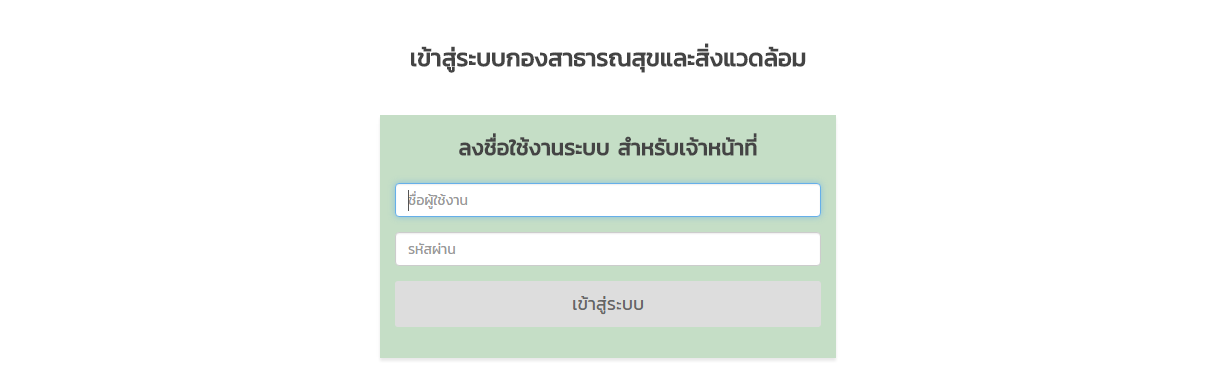 เข้าสู่ระบบกองสาธารณสุขและสิ่งแวดล้อม
ลงชื่อใช้งานระบบ สำหรับเจ้าหน้าที่
ชื่อผู้ใช้งาน
รหัสผ่าน
เข้าสู่ระบบ